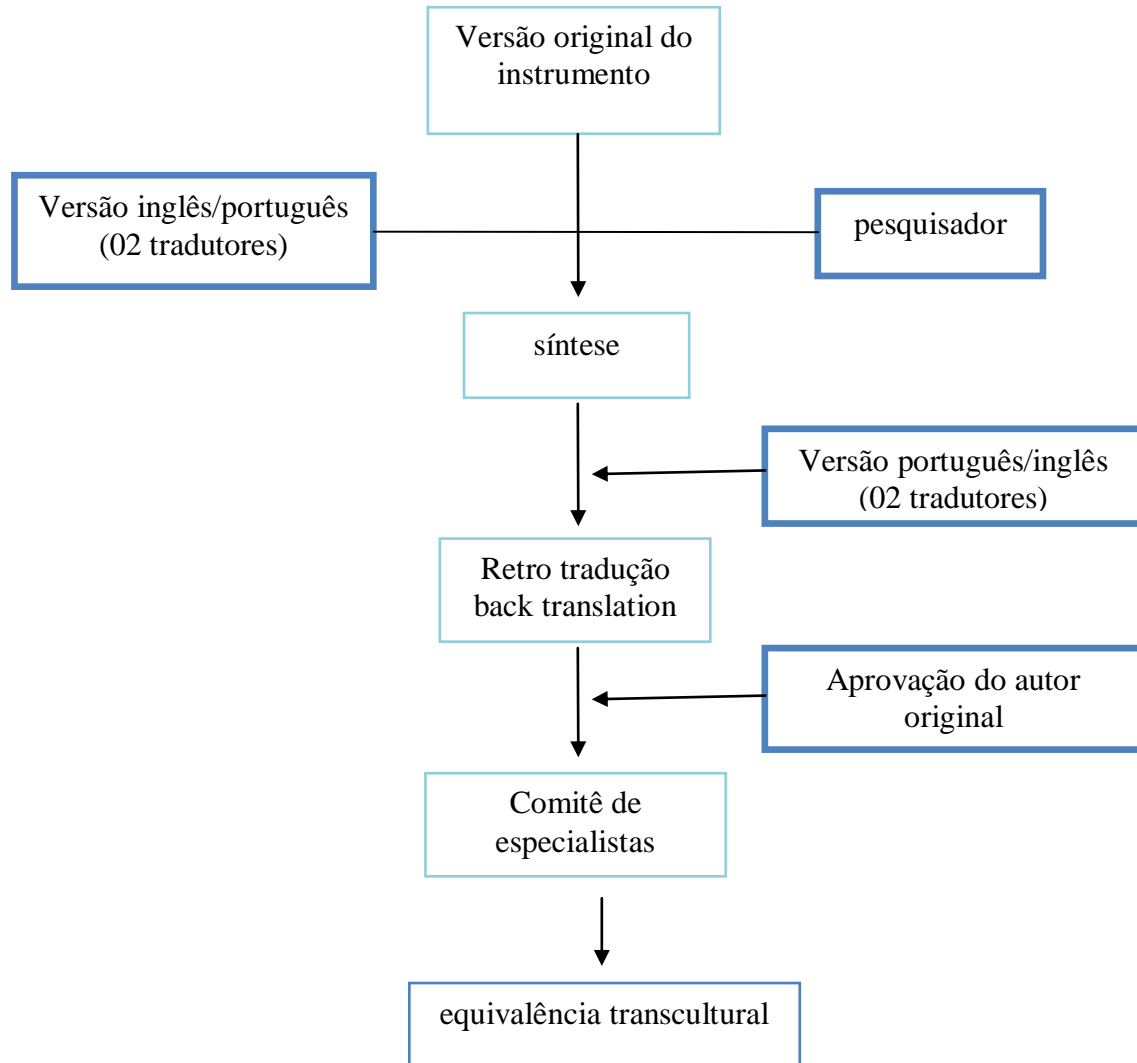 Versão original do
instrumento
Versão inglês/português
(02 tradutores)
pesquisador
síntese
Versão português/inglês
(02 tradutores)
Retro tradução
back translation
Aprovação do autor
original
Comitê de
especialistas
equivalência transcultural